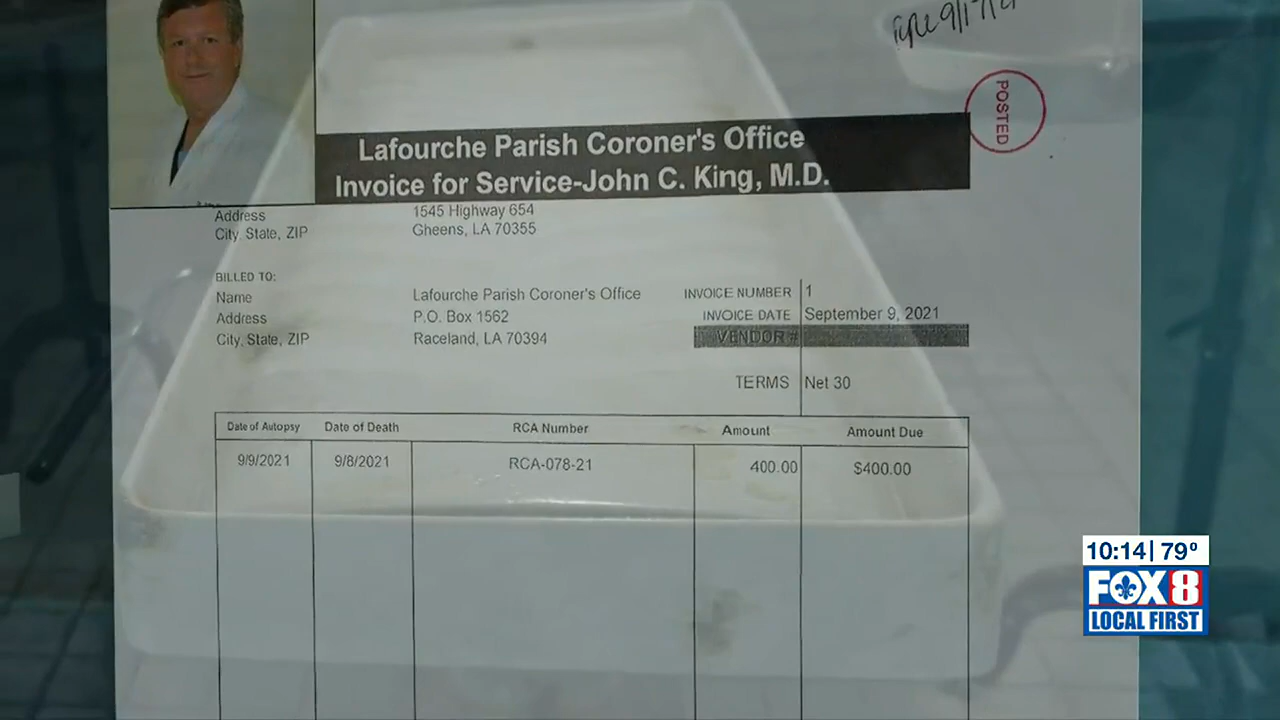 POSTED
Lafourche Parish Coroner's Office
Invoice for Service-John C. King, M.D.
Address 1545 Highway 654
City, State, ZIP Gheens, LA 70355
BILLED TO:
Name Lafourche Parish Coroner's Office INVOICE NUMBER 1
Address P.O. Box 1562 INVOICE DATE September 9, 2021
City, State, ZIP Raceland, LA 70394 VENDOR #
TERMS Net 30
Date of Autopsy Date of Death RCA Number Amount Amount Due
9/9/2021 9/8/2021 RCA-078-21 400.00 $400.00
10:14 79º
FOX 8
LOCAL FIRST